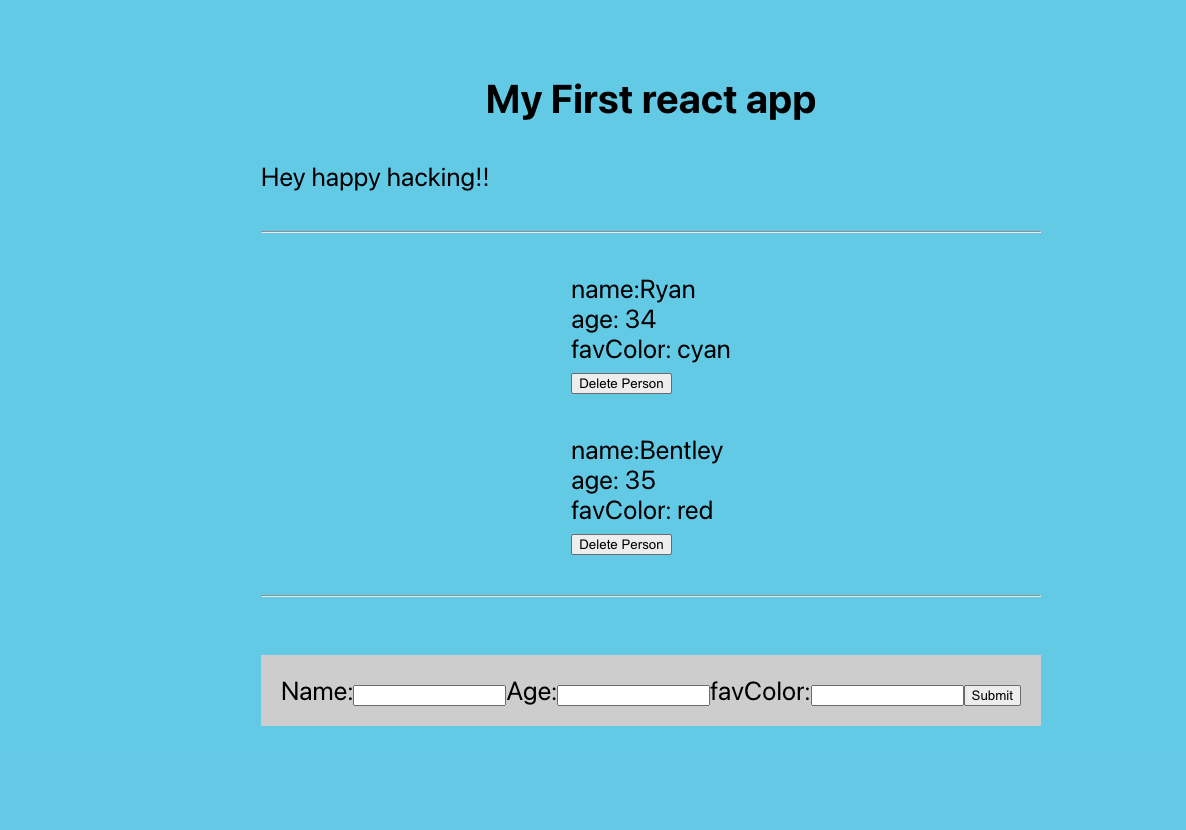 My First react app
Hey happy hacking!!
name:Ryan
age: 34
favColor: cyan
Delete Person
name:Bentley
age: 35
favColor: red
Delete Person
Name: Age: favColor: Submit